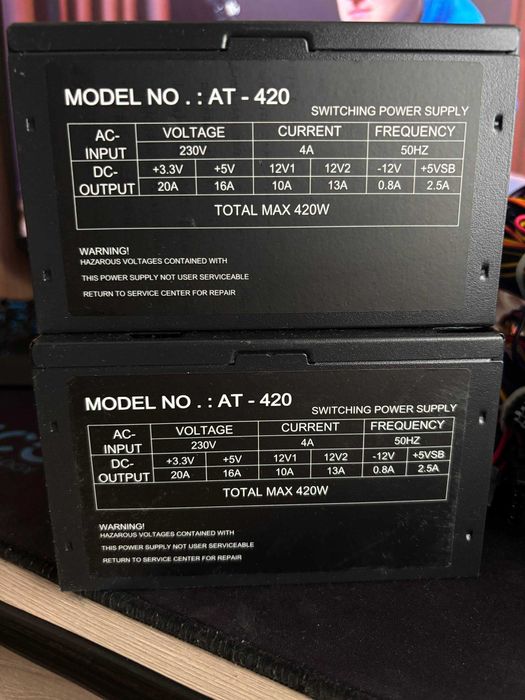 MODEL NO . : AT - 420
SWITCHING POWER SUPPLY
AC-INPUT VOLTAGE CURRENT FREQUENCY
230V 4A 50HZ
DC-OUTPUT +3.3V +5V 12V1 12V2 -12V +5VSB
20A 16A 10A 13A 0.8A 2.5A
TOTAL MAX 420W
WARNING!
HAZAROUS VOLTAGES CONTAINED WITH
THIS POWER SUPPLY NOT USER SERVICEABLE
RETURN TO SERVICE CENTER FOR REPAIR
MODEL NO . : AT - 420
SWITCHING POWER SUPPLY
AC-INPUT VOLTAGE CURRENT FREQUENCY
230V 4A 50HZ
DC-OUTPUT +3.3V +5V 12V1 12V2 -12V +5VSB
20A 16A 10A 13A 0.8A 2.5A
TOTAL MAX 420W
WARNING!
HAZAROUS VOLTAGES CONTAINED WITH
THIS POWER SUPPLY NOT USER SERVICEABLE
RETURN TO SERVICE CENTER FOR REPAIR